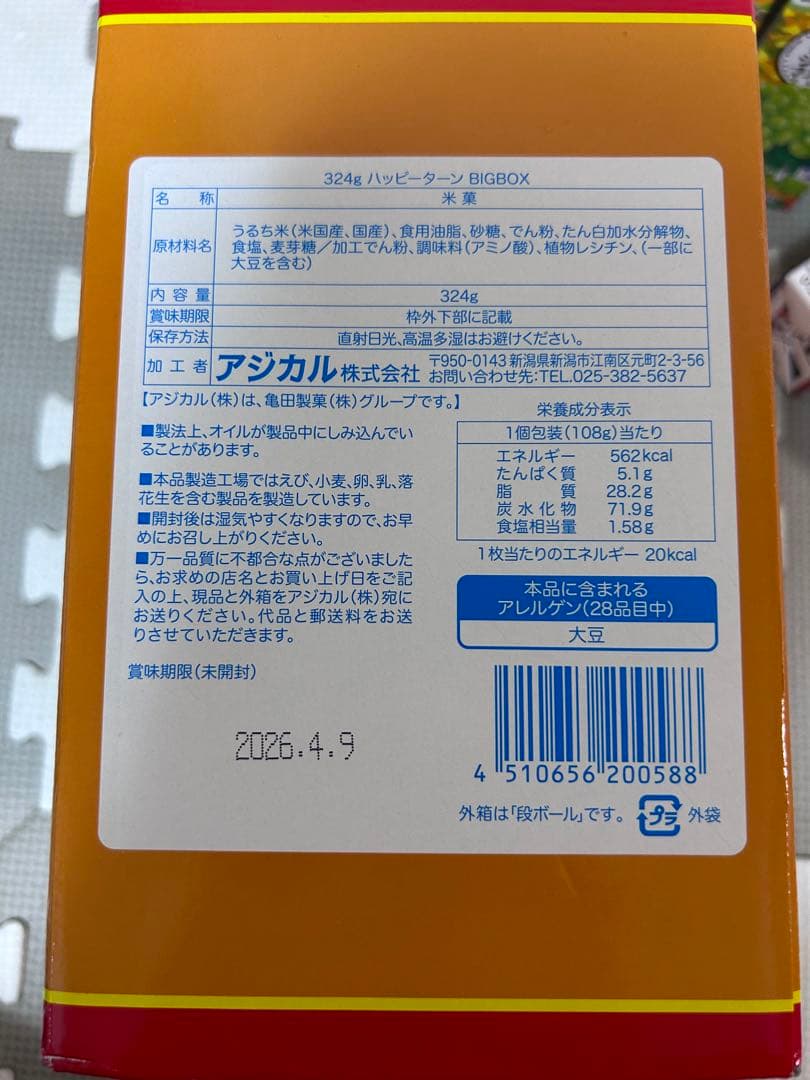 324g ハッピーターン BIGBOX
名称 米菓
原材料名 うるち米(米国産、国産)、食用油脂、砂糖、でん粉、たん白加水分解物、
食塩、麦芽糖/加工でん粉、調味料(アミノ酸)、植物レシチン、(一部に
大豆を含む)
内容量 324g
賞味期限 枠外下部に記載
保存方法 直射日光、高温多湿はお避けください。
加工者 アジカル株式会社 〒950-0143 新潟県新潟市江南区元町2-3-56
お問い合わせ先:TEL.025-382-5637
【アジカル(株)は、亀田製菓(株)グループです。】
■製法上、オイルが製品中にしみ込んでい
ることがあります。
■本品製造工場ではえび、小麦、卵、乳、落
花生を含む製品を製造しています。
■開封後は湿気やすくなりますので、お早
めにお召し上がりください。
■万一品質に不都合な点がございました
ら、お求めの店名とお買い上げ日をご記
入の上、現品と外箱をアジカル(株)宛に
お送りください。代品と郵送料をお送
りさせていただきます。
賞味期限(未開封)
2026.4.9
栄養成分表示
1個包装(108g)当たり
エネルギー 562kcal
たんぱく質 5.1g
脂質 28.2g
炭水化物 71.9g
食塩相当量 1.58g
1枚当たりのエネルギー 20kcal
本品に含まれる
アレルゲン(28品目中)
大豆
4 510656 200588
外箱は「段ボール」です。 プラ 外袋